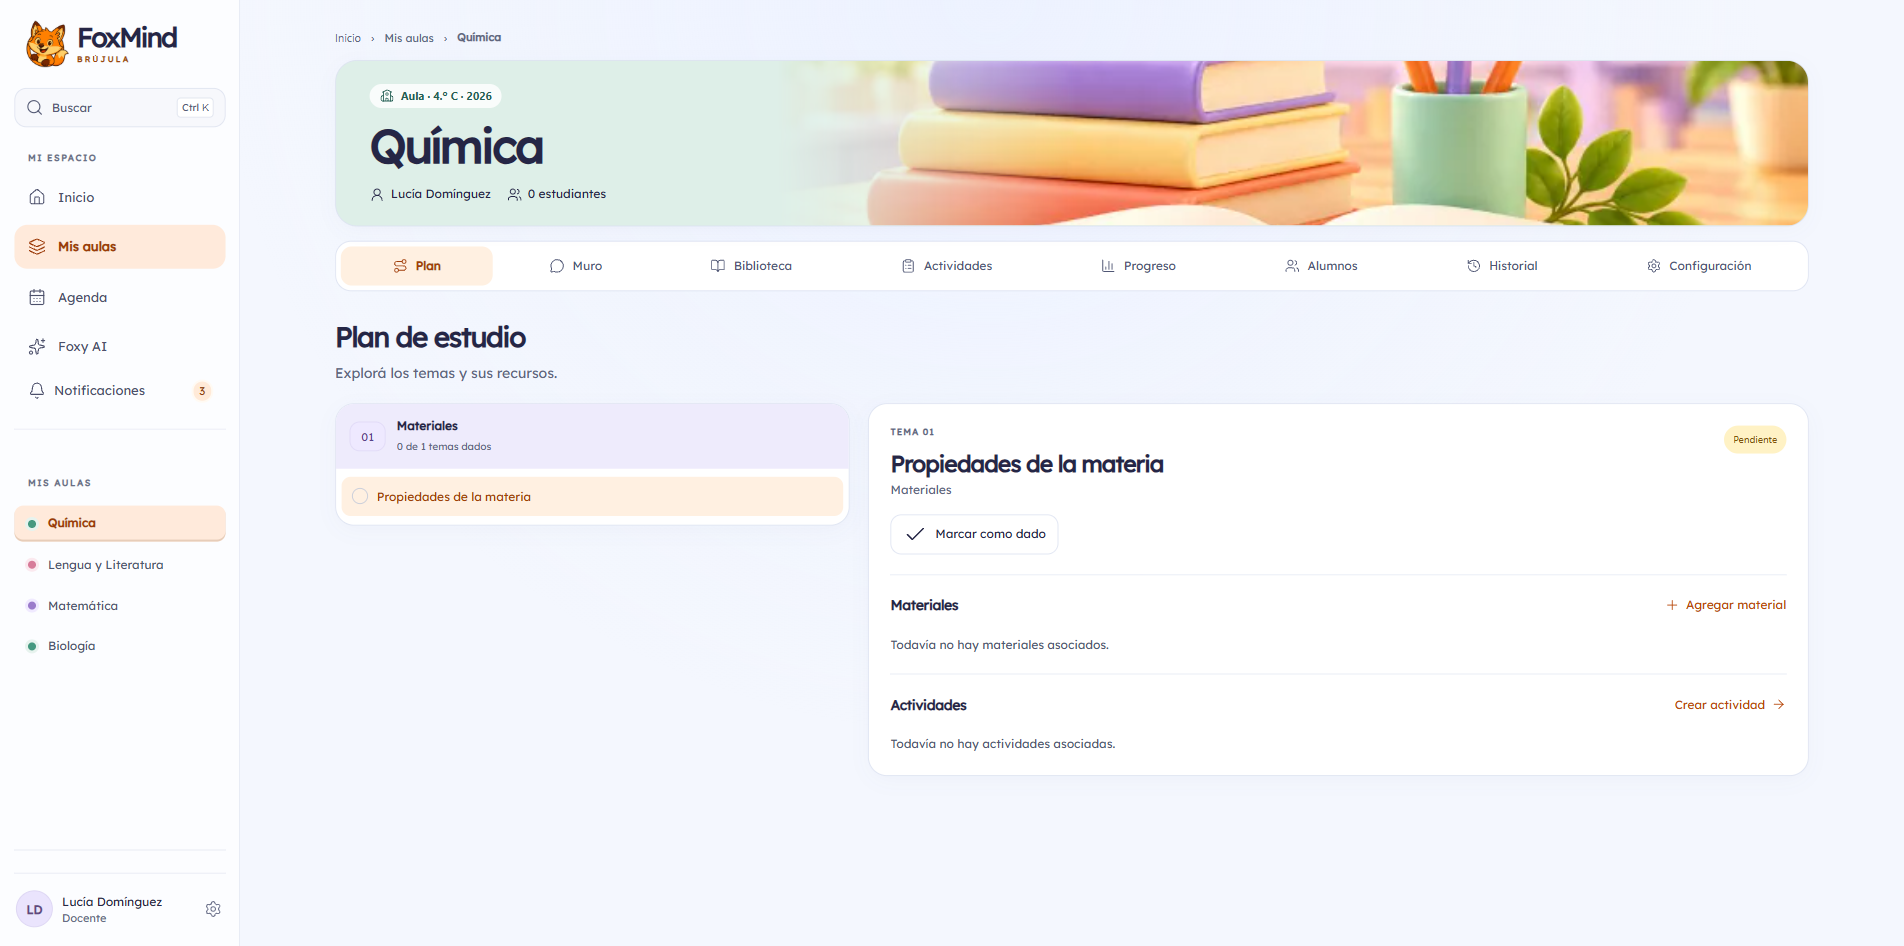 FoxMind
BRÚJULA
Buscar
Ctrl K
MI ESPACIO
Inicio
Mis aulas
Agenda
Foxy AI
Notificaciones
3
MIS AULAS
Química
Lengua y Literatura
Matemática
Biología
LD
Lucía Domínguez
Docente
Inicio › Mis aulas › Química
Aula · 4.º C · 2026
Química
Lucía Domínguez
0 estudiantes
Plan
Muro
Biblioteca
Actividades
Progreso
Alumnos
Historial
Configuración
Plan de estudio
Explorá los temas y sus recursos.
01
Materiales
0 de 1 temas dados
Propiedades de la materia
TEMA 01
Pendiente
Propiedades de la materia
Materiales
Marcar como dado
Materiales
Agregar material
Todavía no hay materiales asociados.
Actividades
Crear actividad
Todavía no hay actividades asociadas.